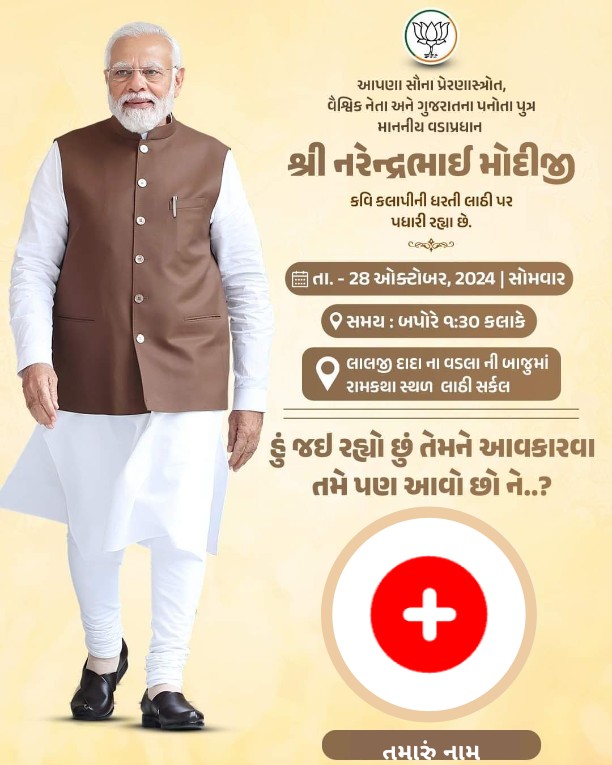 આપણા સૌના પ્રેરણાસ્ત્રોત,
વૈશ્વિક નેતા અને ગુજરાતના પનોતા પુત્ર
માનનીય વડાપ્રધાન
શ્રી નરેન્દ્રભાઈ મોદીજી
કવિ કલાપીની ધરતી લાઠી પર
પધારી રહ્યા છે.
તા. - 28 ઓક્ટોબર, 2024 | સોમવાર
સમય : બપોરે ૧:30 કલાકે
લાલજી દાદા ના વડલા ની બાજુમાં
રામકથા સ્થળ લાઠી સર્કલ
હું જઇ રહ્યો છું તેમને આવકારવા
તમે પણ આવો છો ને..?
તમારું નામ